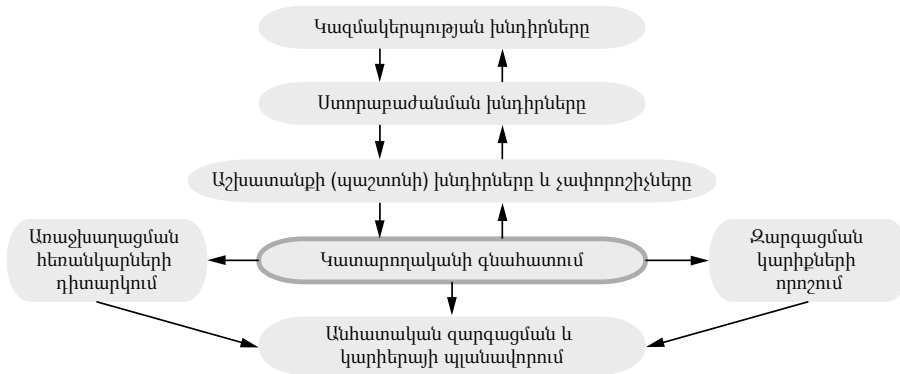 Կազմակերպության խնդիրները
Ստորաբաժանման խնդիրները
Աշխատանքի (պաշտոնի) խնդիրները և չափորոշիչները
Առաջխաղացման
հեռանկարների
դիտարկում
Կատարողականի գնահատում
Զարգացման
կարիքների
որոշում
Անհատական զարգացման և
կարիերայի պլանավորում